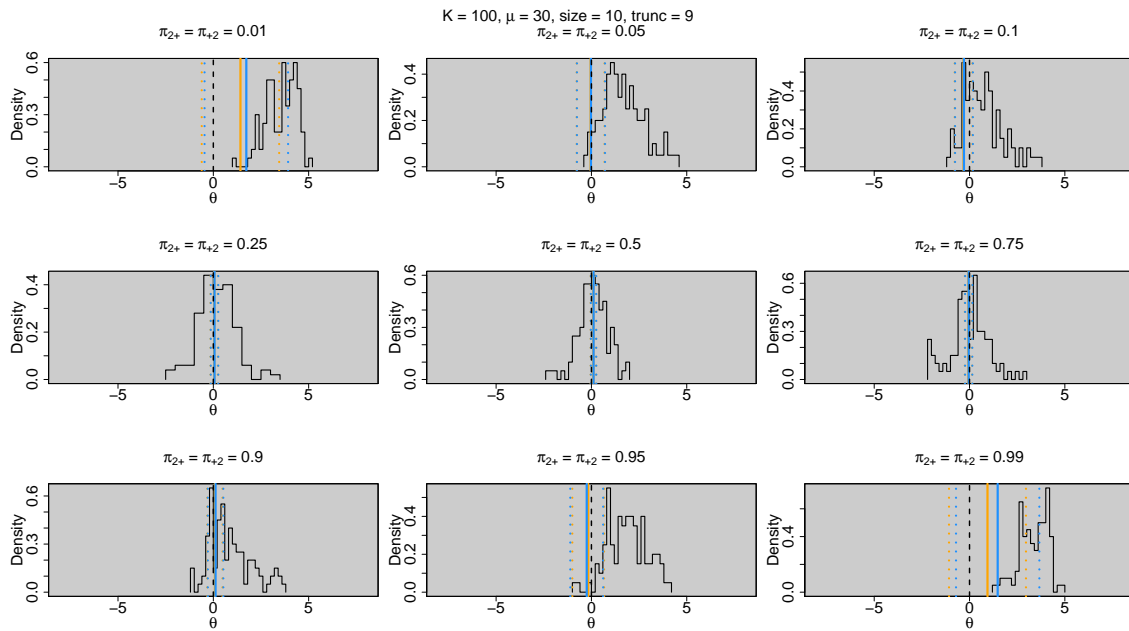 K = 100, μ = 30, size = 10, trunc = 9
π2+ = π+2 = 0.01
π2+ = π+2 = 0.05
π2+ = π+2 = 0.1
Density
0.0 0.3 0.6
−5 0 5
θ
Density
0.0 0.2 0.4
−5 0 5
θ
Density
0.0 0.2 0.4
−5 0 5
θ
π2+ = π+2 = 0.25
π2+ = π+2 = 0.5
π2+ = π+2 = 0.75
Density
0.0 0.2 0.4
−5 0 5
θ
Density
0.0 0.3 0.6
−5 0 5
θ
Density
0.0 0.3 0.6
−5 0 5
θ
π2+ = π+2 = 0.9
π2+ = π+2 = 0.95
π2+ = π+2 = 0.99
Density
0.0 0.3 0.6
−5 0 5
θ
Density
0.0 0.4
−5 0 5
θ
Density
0.0 0.4
−5 0 5
θ